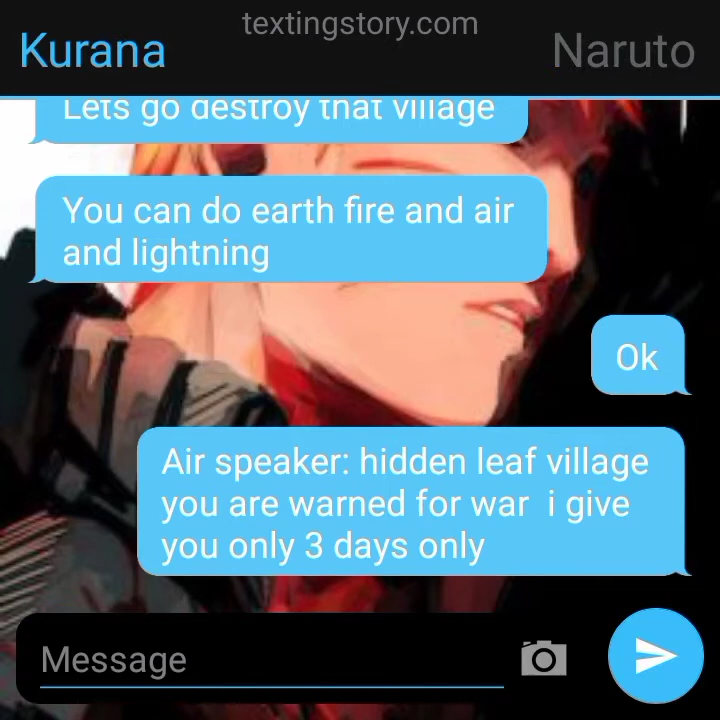 textingstory.com
Kurana
Naruto
Lets go destroy that village
You can do earth fire and air
and lightning
Ok
Air speaker: hidden leaf village
you are warned for war  i give
you only 3 days only
Message